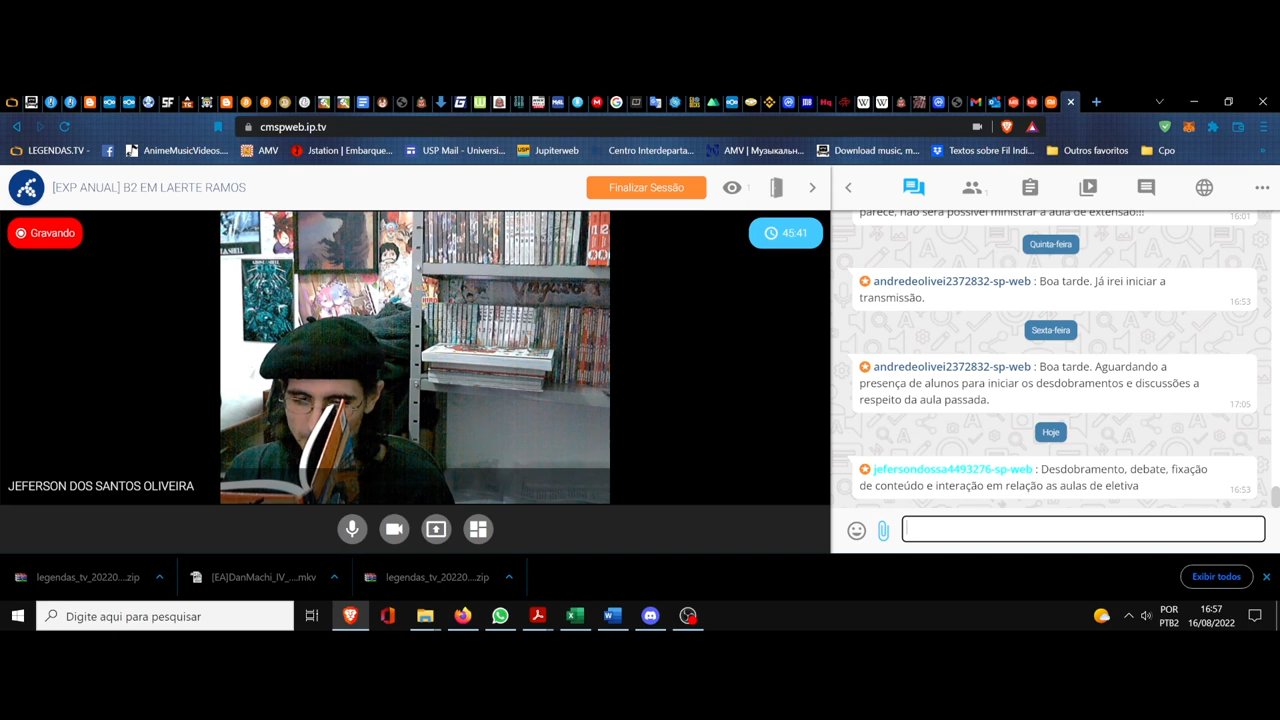 cmspweb.ip.tv
LEGENDAS.TV -
AnimeMusicVideos...
AMV
Jstation | Embarque...
USP Mail - Universi...
Jupiterweb
Centro Interdeparta...
AMV | Музыкальн...
Download music, m...
Textos sobre Fil Indi...
Outros favoritos
Cpo
[EXP ANUAL] B2 EM LAERTE RAMOS
Finalizar Sessão
1
1
Gravando
45:41
JEFERSON DOS SANTOS OLIVEIRA
parece, não será possível ministrar a aula de extensão!!!
16:01
Quinta-feira
andredeolivei2372832-sp-web : Boa tarde. Já irei iniciar a
transmissão.
16:53
Sexta-feira
andredeolivei2372832-sp-web : Boa tarde. Aguardando a
presença de alunos para iniciar os desdobramentos e discussões a
respeito da aula passada.
17:05
Hoje
jefersondossa4493276-sp-web : Desdobramento, debate, fixação
de conteúdo e interação em relação as aulas de eletiva
16:53
legendas_tv_20220....zip
[EA]DanMachi_IV_....mkv
legendas_tv_20220....zip
Exibir todos
Digite aqui para pesquisar
POR
PTB2
16:57
16/08/2022